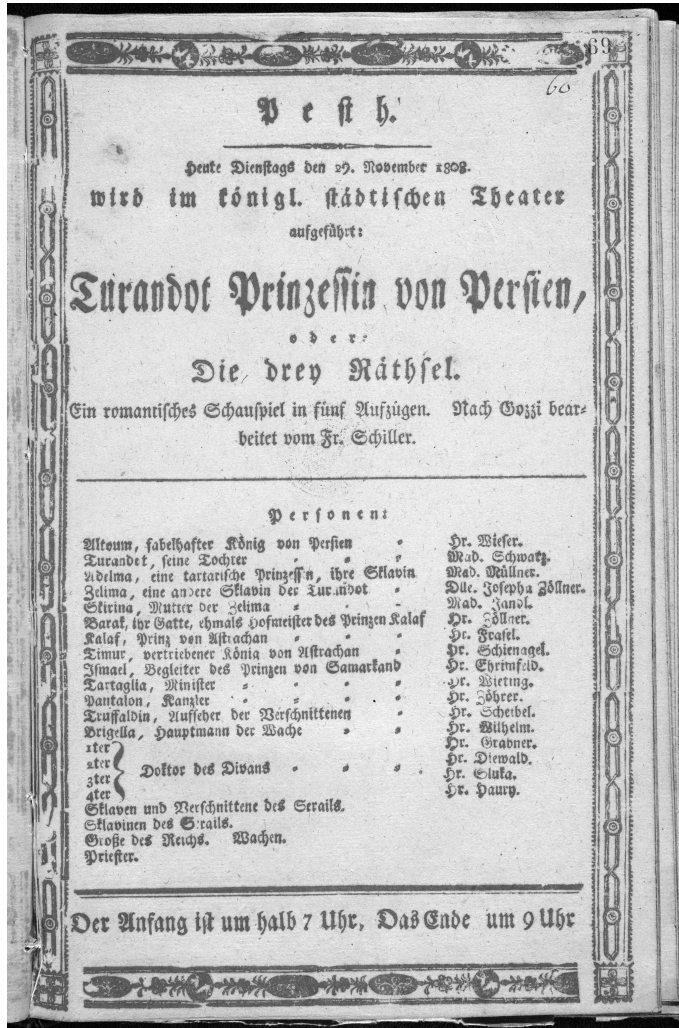 69
60
Pesth.
Heute Dienstags den 29. November 1808.
wird im königl. städtischen Theater
aufgeführt:
Turandot Prinzessin von Persien,
oder:
Die drey Räthsel.
Ein romantisches Schauspiel in fünf Aufzügen. Nach Gozzi bear-
beitet vom Fr. Schiller.
Personen:
Altoum, fabelhafter König von Persien - Hr. Wieser.
Turandot, seine Tochter - - - Mad. Schwarz.
Adelma, eine tartarische Prinzessin, ihre Sklavin Mad. Müllner.
Zelima, eine andere Sklavin der Turandot - Dlle. Josepha Zöllner.
Skirina, Mutter der Zelima - - - Mad. Jandl.
Barak, ihr Gatte, ehmals Hofmeister des Prinzen Kalaf Hr. Zöllner.
Kalaf, Prinz von Astrachan - - - Hr. Frasel.
Timur, vertriebener König von Astrachan - Hr. Schienagel.
Ismael, Begleiter des Prinzen von Samarkand Hr. Ehrimfeld.
Tartaglia, Minister - - - - Hr. Wieting.
Pantalon, Kanzler - - - - Hr. Zöhrer.
Truffaldin, Aufseher der Verschnittenen - Hr. Scheibel.
Brigella, Hauptmann der Wache - - Hr. Wilhelm.
1ter Hr. Grabner.
2ter Hr. Diewald.
Doktor des Divans - - - -
3ter Hr. Gluka.
4ter Hr. Haury.
Sklaven und Verschnittene des Serails.
Sklavinen des Serails.
Große des Reichs. Wachen.
Priester.
Der Anfang ist um halb 7 Uhr, Das Ende um 9 Uhr